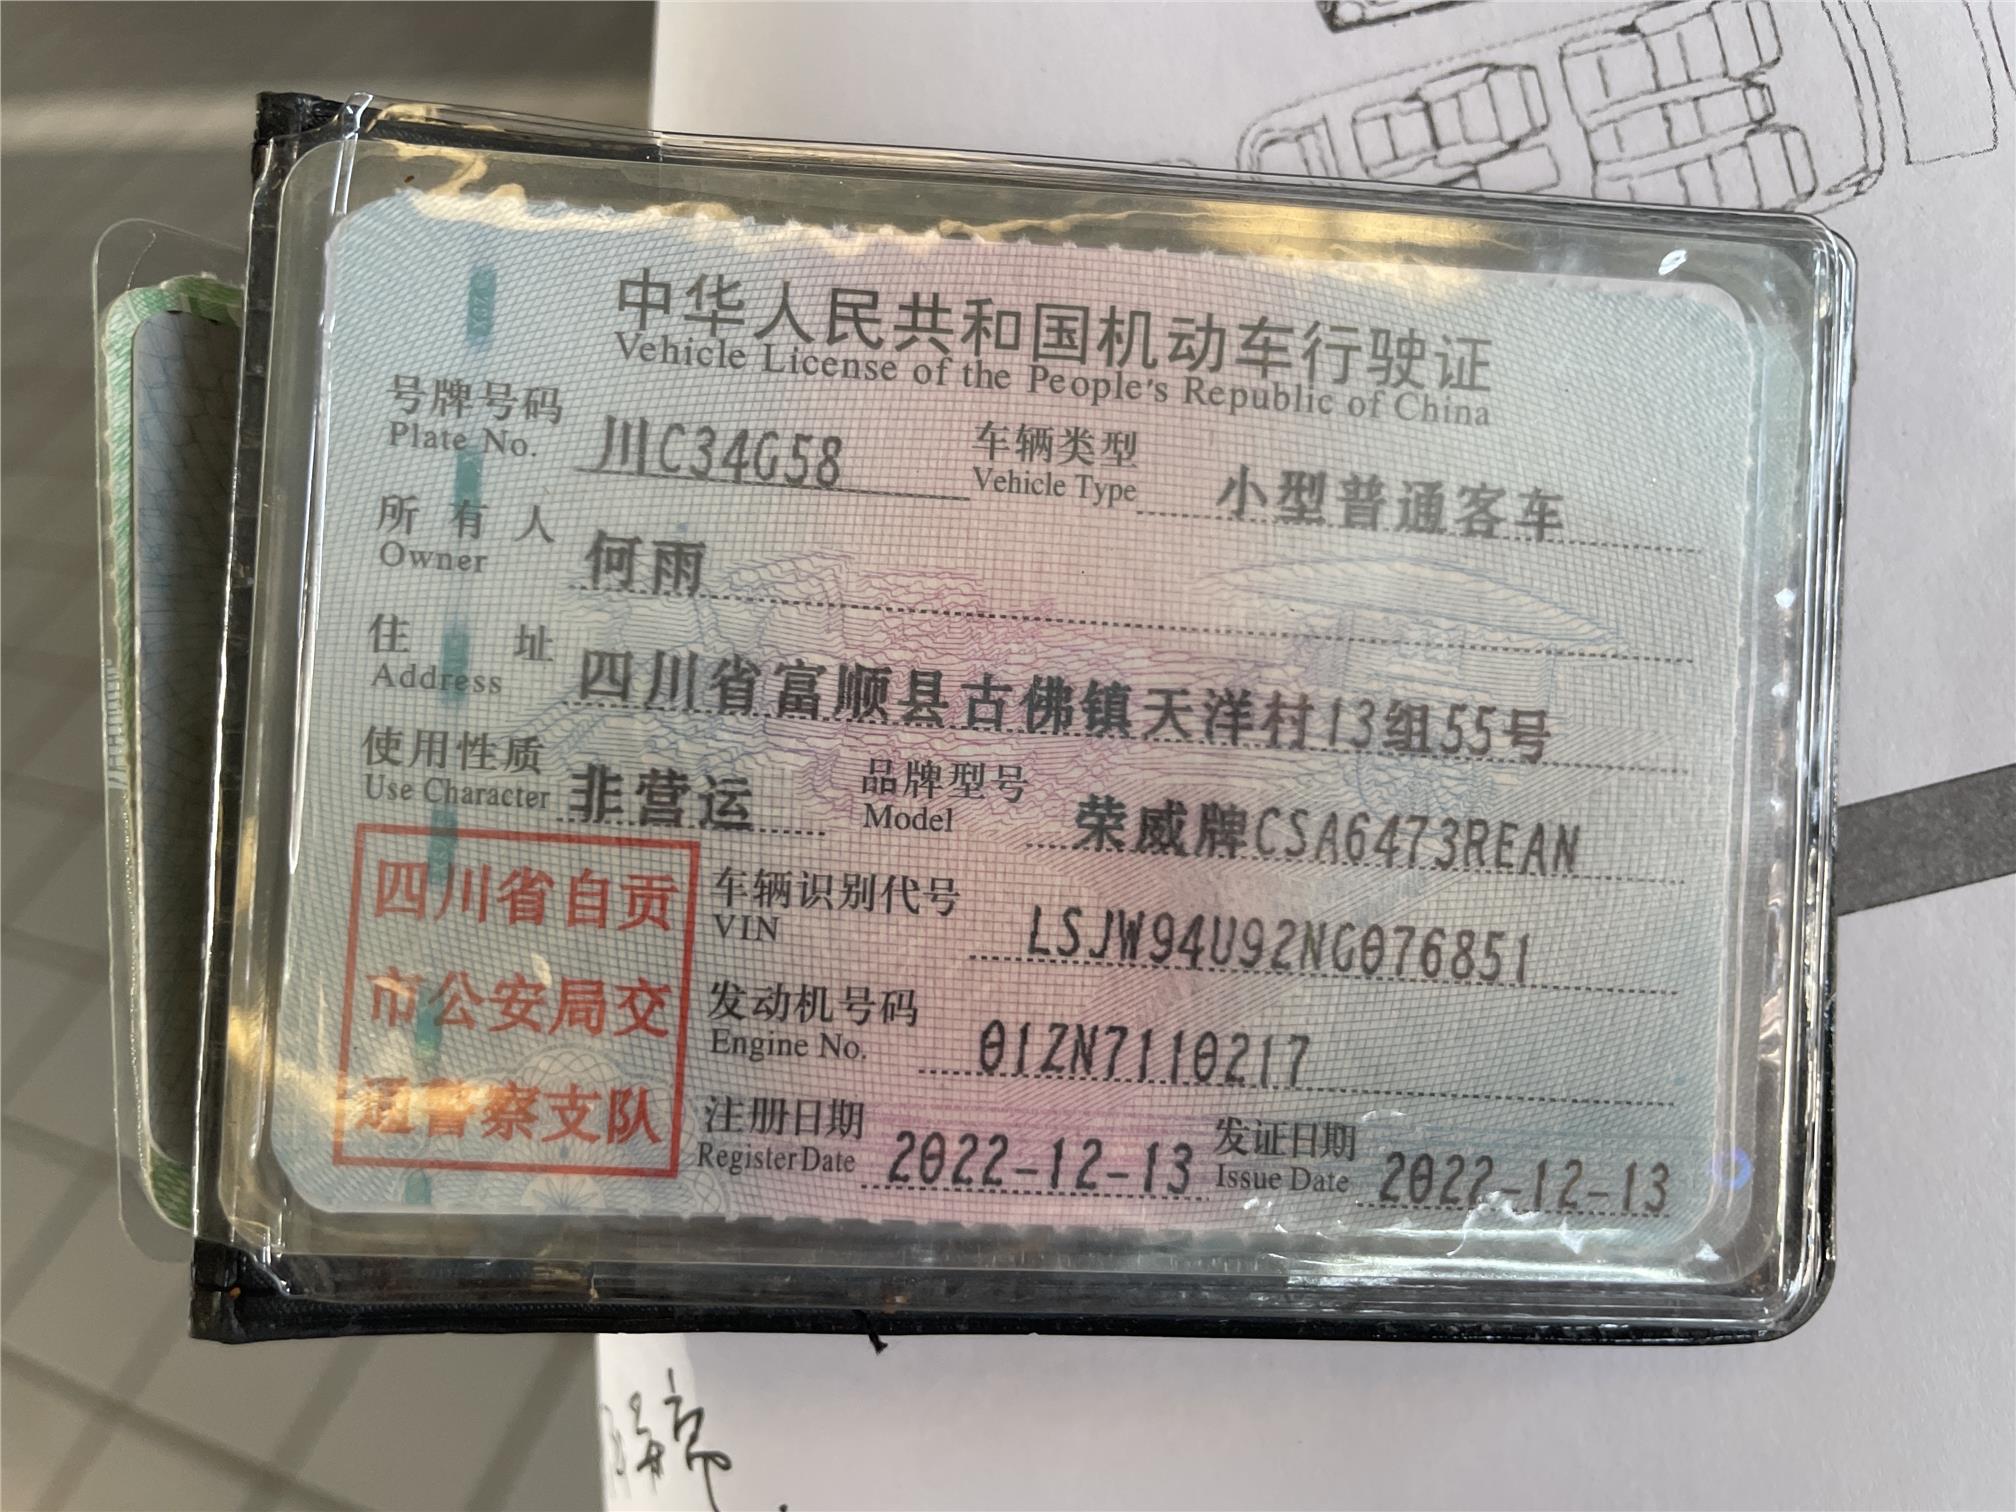 中华人民共和国机动车行驶证
Vehicle License of the People's Republic of China
号牌号码 川C34G58 车辆类型 小型普通客车
Plate No. Vehicle Type
所有人 何雨
Owner
住址 四川省富顺县古佛镇天洋村13组55号
Address
使用性质 非营运 品牌型号 荣威牌CSA6473REAN
Use Character Model
四川省自贡
市公安局交
通警察支队
车辆识别代号 LSJW94U92NG076851
VIN
发动机号码 01ZN7110217
Engine No.
注册日期 2022-12-13 发证日期 2022-12-13
Register Date Issue Date